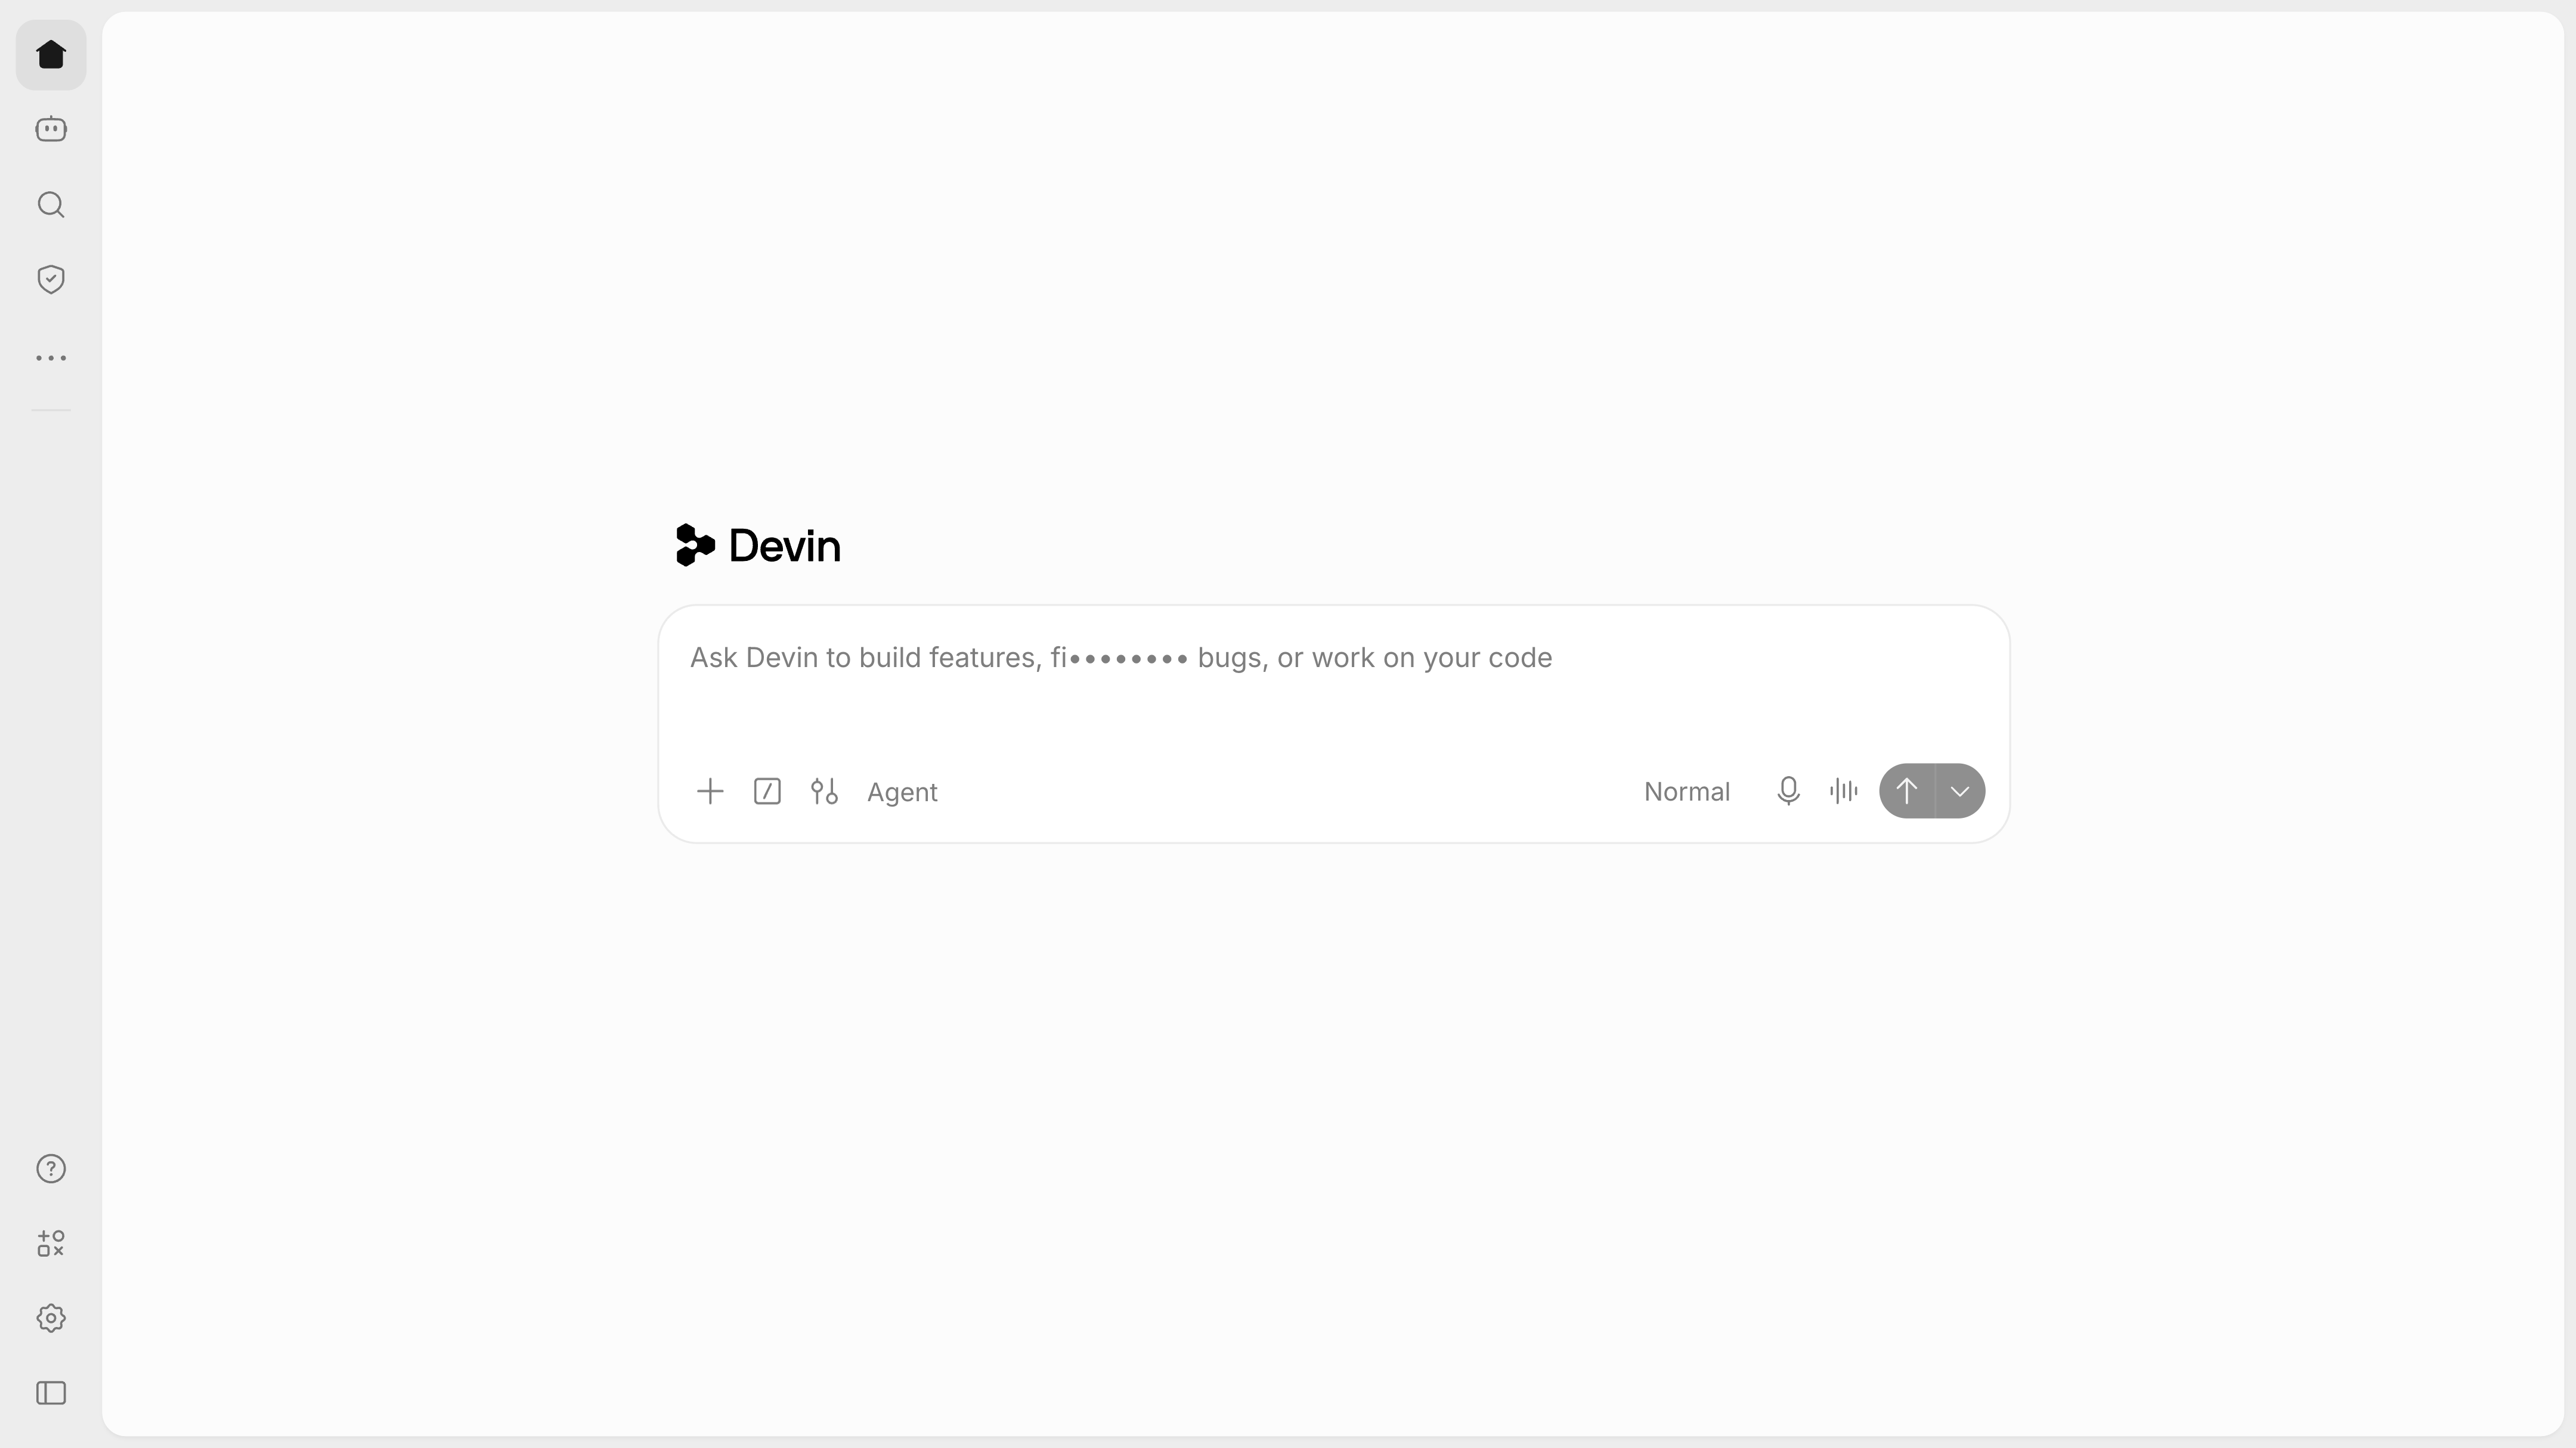 Devin
Ask Devin to build features, fi•••••••• bugs, or work on your code
Agent
Normal